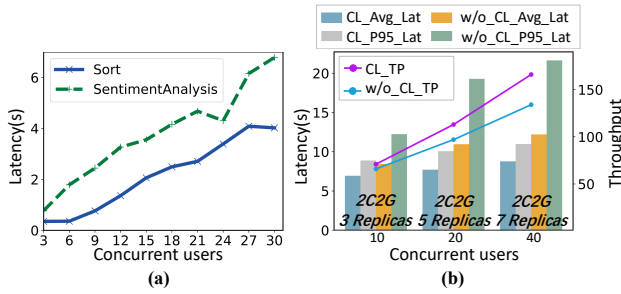 (a)
Sort
SentimentAnalysis
Latency(s)
6
4
2
0
3 6 9 12 15 18 21 24 27 30
Concurrent users
CL_Avg_Lat w/o_CL_Avg_Lat
CL_P95_Lat w/o_CL_P95_Lat
CL_TP
w/o_CL_TP
Latency(s)
20
15
10
5
0
Throughput
150
100
50
2C2G 2C2G 2C2G
3 Replicas 5 Replicas 7 Replicas
10 20 40
Concurrent users
(b)